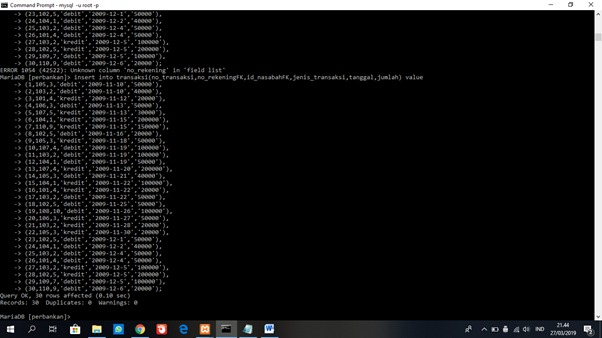 Command Prompt - mysql -u root -p
-> (23,102,5,'debit','2009-12-1','50000'),
-> (24,104,1,'debit','2009-12-2','40000'),
-> (25,103,2,'debit','2009-12-4','50000'),
-> (26,101,4,'debit','2009-12-4','50000'),
-> (27,103,2,'kredit','2009-12-5','100000'),
-> (28,102,5,'kredit','2009-12-5','200000'),
-> (29,109,7,'debit','2009-12-5','100000'),
-> (30,110,9,'debit','2009-12-6','20000');
ERROR 1054 (42S22): Unknown column 'no_rekening' in 'field list'
MariaDB [perbankan]> insert into transaksi(no_transaksi,no_rekeningFK,id_nasabahFK,jenis_transaksi,tanggal,jumlah) value
-> (1,105,3,'debit','2009-11-10','50000'),
-> (2,103,2,'debit','2009-11-10','40000'),
-> (3,101,4,'kredit','2009-11-12','20000'),
-> (4,106,3,'debit','2009-11-13','50000'),
-> (5,107,5,'kredit','2009-11-13','30000'),
-> (6,104,1,'kredit','2009-11-15','200000'),
-> (7,110,9,'kredit','2009-11-15','150000'),
-> (8,102,5,'debit','2009-11-16','20000'),
-> (9,105,3,'kredit','2009-11-18','50000'),
-> (10,107,4,'debit','2009-11-19','100000'),
-> (11,103,2,'debit','2009-11-19','100000'),
-> (12,104,1,'debit','2009-11-19','50000'),
-> (13,107,4,'kredit','2009-11-20','200000'),
-> (14,105,3,'debit','2009-11-21','40000'),
-> (15,104,1,'kredit','2009-11-22','100000'),
-> (16,101,4,'kredit','2009-11-22','20000'),
-> (17,103,2,'kredit','2009-11-22','50000'),
-> (18,102,5,'debit','2009-11-25','50000'),
-> (19,108,10,'debit','2009-11-26','100000'),
-> (20,106,3,'kredit','2009-11-27','50000'),
-> (21,103,2,'kredit','2009-11-28','200000'),
-> (22,105,3,'kredit','2009-11-30','20000'),
-> (23,102,5,'debit','2009-12-1','50000'),
-> (24,104,1,'debit','2009-12-2','40000'),
-> (25,103,2,'debit','2009-12-4','50000'),
-> (26,101,4,'debit','2009-12-4','50000'),
-> (27,103,2,'kredit','2009-12-5','100000'),
-> (28,102,5,'kredit','2009-12-5','200000'),
-> (29,109,7,'debit','2009-12-5','100000'),
-> (30,110,9,'debit','2009-12-6','20000');
Query OK, 30 rows affected (0.10 sec)
Records: 30 Duplicates: 0 Warnings: 0
MariaDB [perbankan]>
IND
21.44
27/03/2019